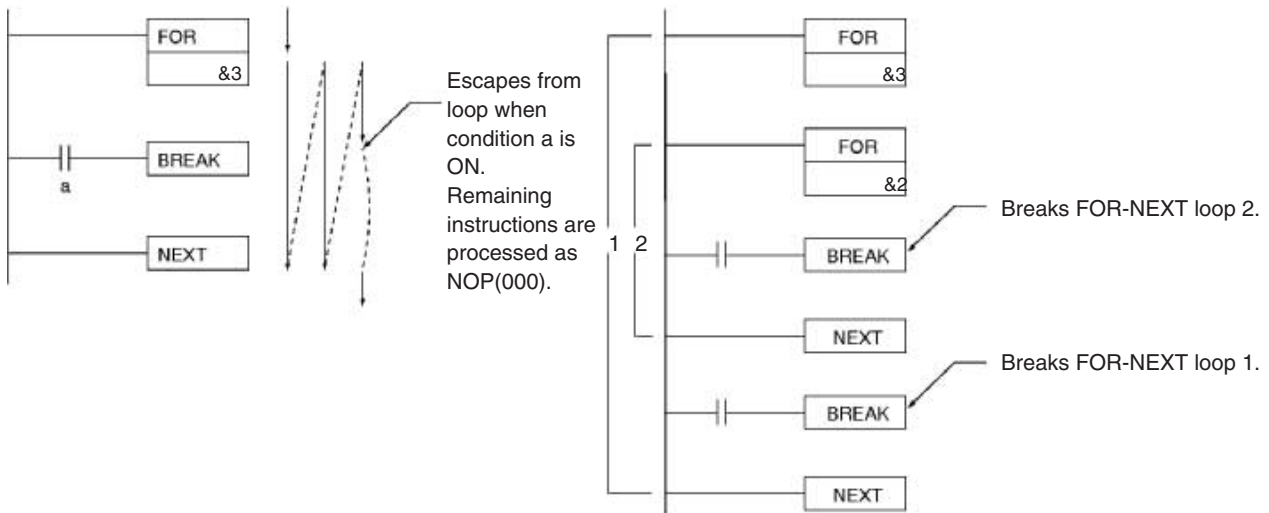 FOR
&3
a
BREAK
NEXT
Escapes from
loop when
condition a is
ON.
Remaining
instructions are
processed as
NOP(000).
1
2
FOR
&3
FOR
&2
BREAK
Breaks FOR-NEXT loop 2.
NEXT
BREAK
Breaks FOR-NEXT loop 1.
NEXT